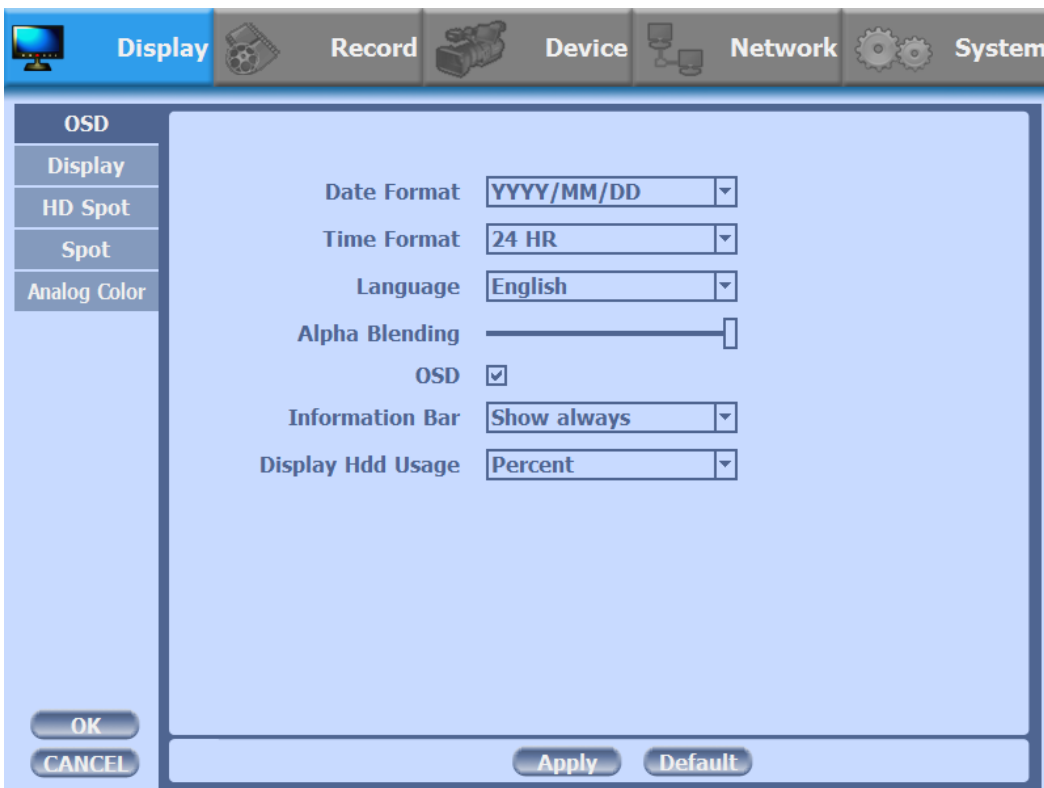 Display Record Device Network System
OSD
Display
HD Spot
Spot
Analog Color
Date Format YYYY/MM/DD
Time Format 24 HR
Language English
Alpha Blending
OSD
Information Bar Show always
Display Hdd Usage Percent
OK
CANCEL
Apply Default